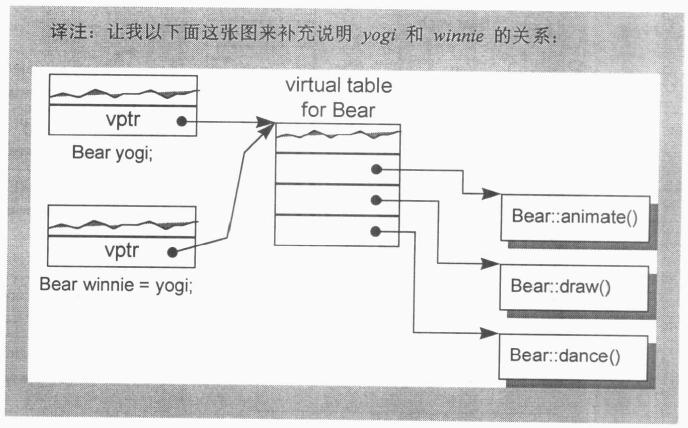 译注：让我以下面这张图来补充说明 yogi 和 winnie 的关系：
virtual table
for Bear
vptr
Bear yogi;
vptr
Bear winnie = yogi;
Bear::animate()
Bear::draw()
Bear::dance()